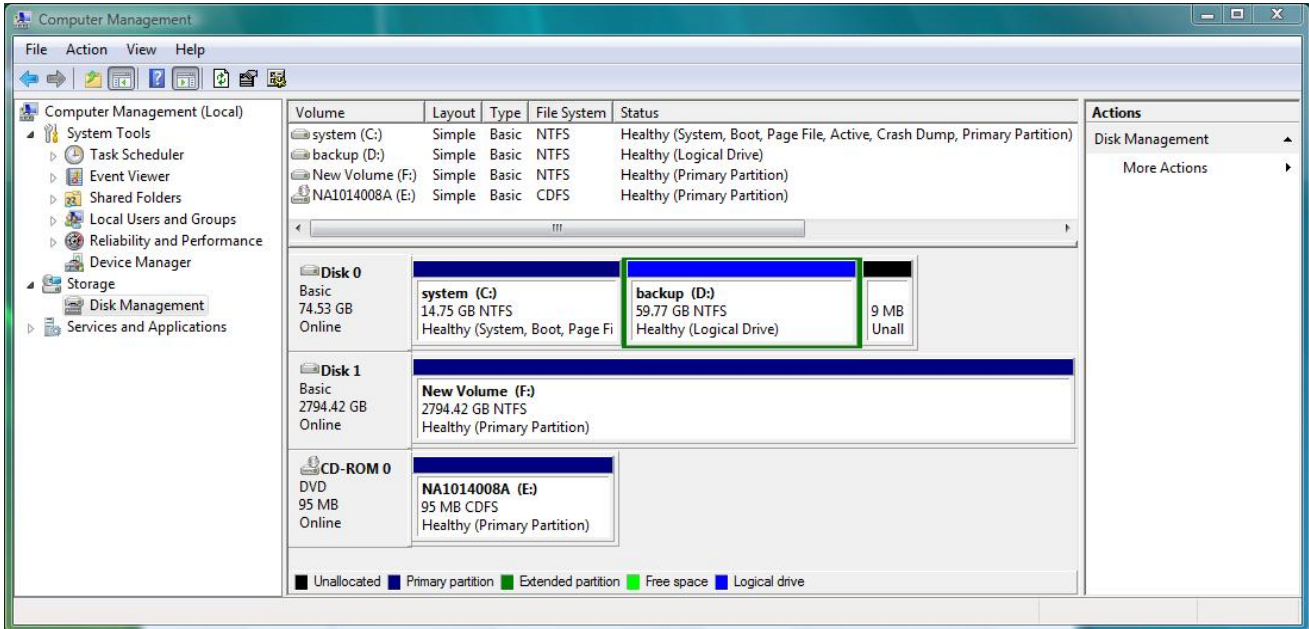 Computer Management
File Action View Help
Computer Management (Local)
System Tools
Task Scheduler
Event Viewer
Shared Folders
Local Users and Groups
Reliability and Performance
Device Manager
Storage
Disk Management
Services and Applications
Volume Layout Type File System Status
system (C:) Simple Basic NTFS Healthy (System, Boot, Page File, Active, Crash Dump, Primary Partition)
backup (D:) Simple Basic NTFS Healthy (Logical Drive)
New Volume (F:) Simple Basic NTFS Healthy (Primary Partition)
NA1014008A (E:) Simple Basic CDFS Healthy (Primary Partition)
Disk 0
Basic
74.53 GB
Online
system (C:)
14.75 GB NTFS
Healthy (System, Boot, Page Fi
backup (D:)
59.77 GB NTFS
Healthy (Logical Drive)
9 MB
Unall
Disk 1
Basic
2794.42 GB
Online
New Volume (F:)
2794.42 GB NTFS
Healthy (Primary Partition)
CD-ROM 0
DVD
95 MB
Online
NA1014008A (E:)
95 MB CDFS
Healthy (Primary Partition)
Unallocated Primary partition Extended partition Free space Logical drive
Actions
Disk Management
More Actions